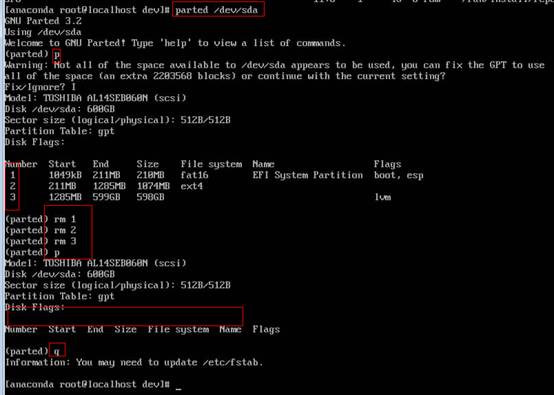 [anaconda root@localhost dev]# parted /dev/sda
GNU Parted 3.2
Using /dev/sda
Welcome to GNU Parted! Type 'help' to view a list of commands.
(parted) p
Warning: Not all of the space available to /dev/sda appears to be used, you can fix the GPT to use
all of the space (an extra 2203568 blocks) or continue with the current setting?
Fix/Ignore? I
Model: TOSHIBA AL14SEB060N (scsi)
Disk /dev/sda: 600GB
Sector size (logical/physical): 512B/512B
Partition Table: gpt
Disk Flags:
Number Start End Size File system Name Flags
1 1049kB 211MB 210MB fat16 EFI System Partition boot, esp
2 211MB 1285MB 1074MB ext4
3 1285MB 599GB 598GB lvm
(parted) rm 1
(parted) rm 2
(parted) rm 3
(parted) p
Model: TOSHIBA AL14SEB060N (scsi)
Disk /dev/sda: 600GB
Sector size (logical/physical): 512B/512B
Partition Table: gpt
Disk Flags:
Number Start End Size File system Name Flags
(parted) q
Information: You may need to update /etc/fstab.
[anaconda root@localhost dev]# _